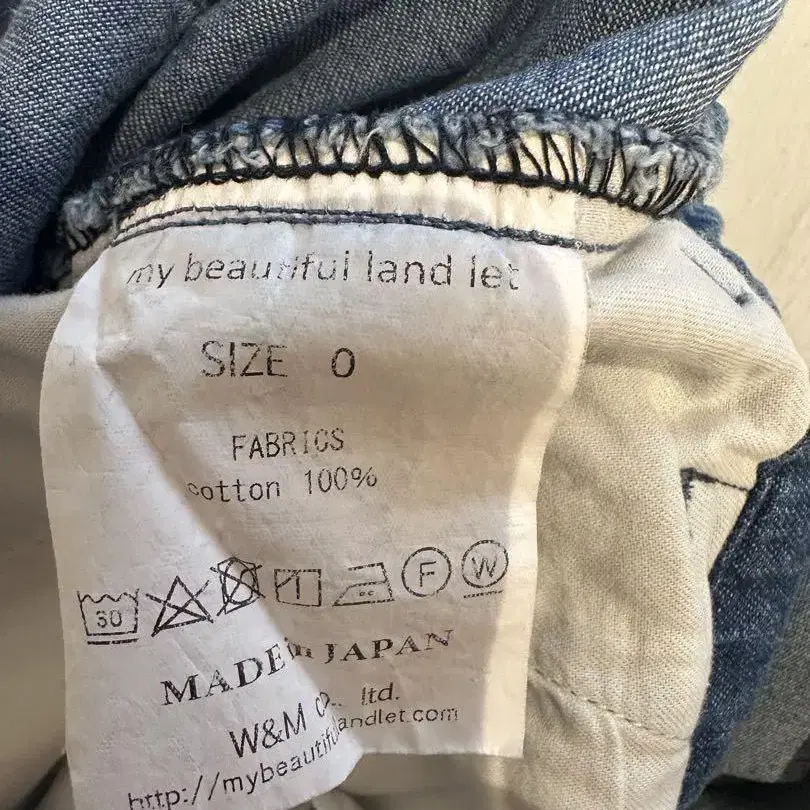 my beautiful land let
SIZE 0
FABRICS
cotton 100%
30 F W
MADE in JAPAN
W&M co., ltd.
http://mybeautifullandlet.com